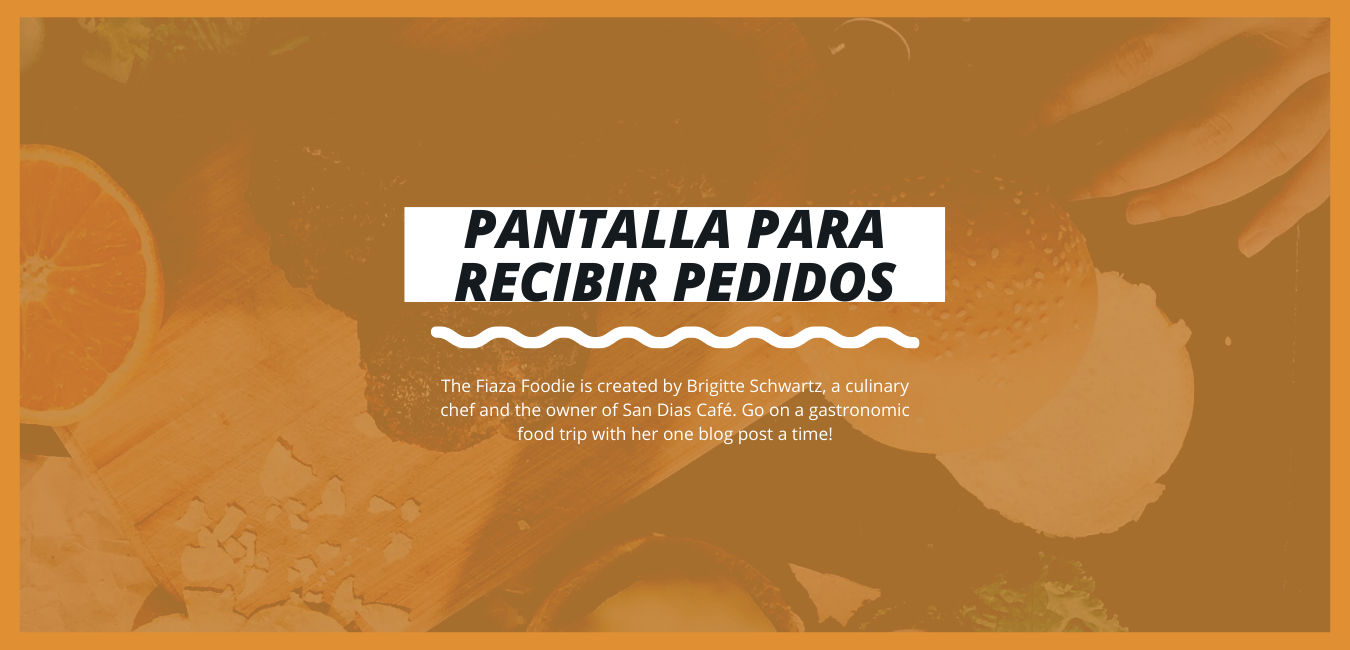 PANTALLA PARA
RECIBIR PEDIDOS
The Fiaza Foodie is created by Brigitte Schwartz, a culinary
chef and the owner of San Dias Café. Go on a gastronomic
food trip with her one blog post a time!